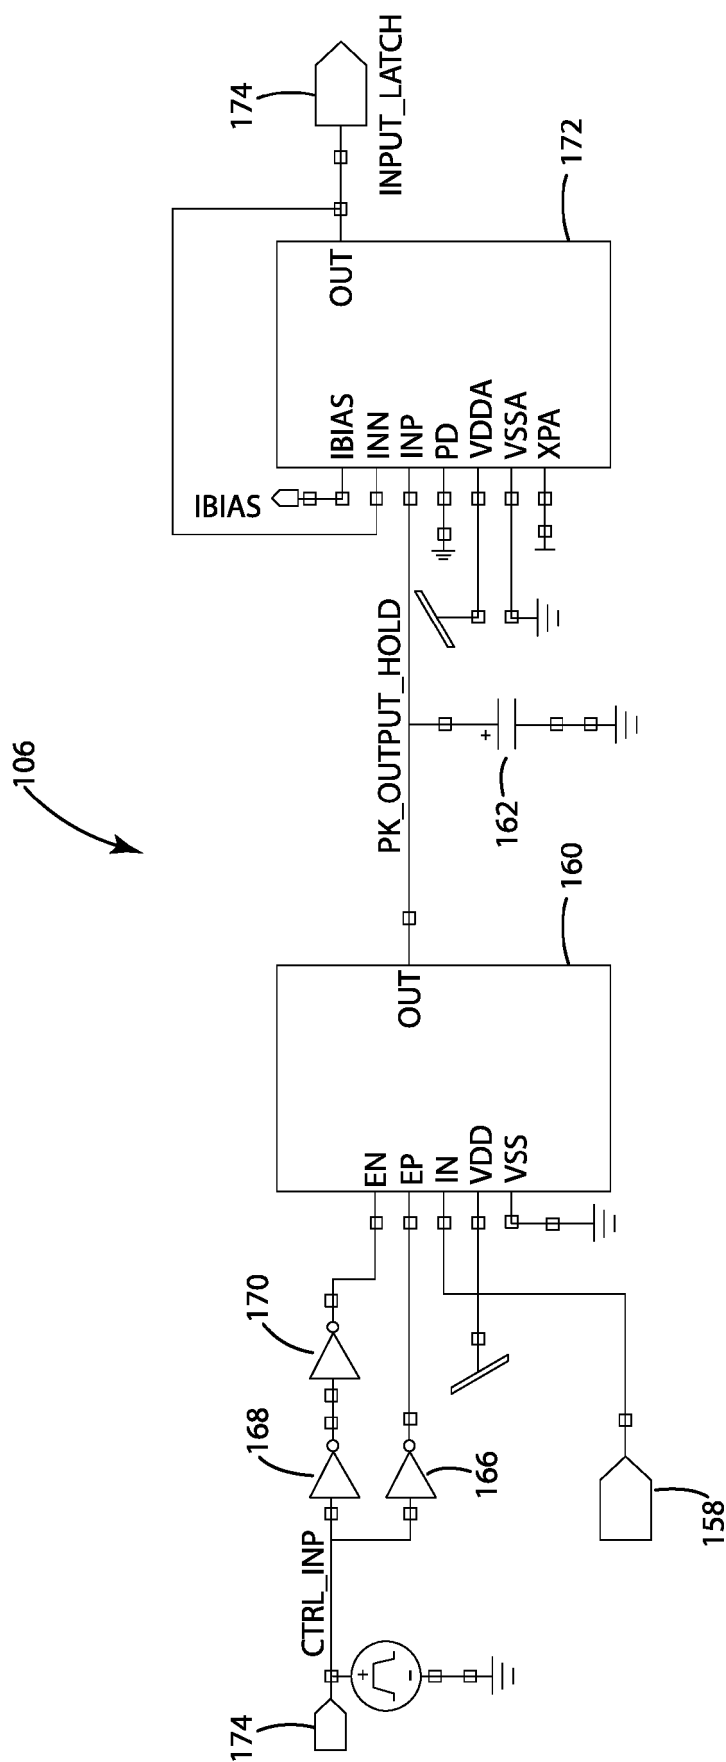 106
174
CTRL_INP
168
170
166
158
EN
EP
IN
VDD
VSS
OUT
160
PK_OUTPUT_HOLD
+
162
IBIAS
IBIAS
INN
INP
PD
VDDA
VSSA
XPA
OUT
172
174
INPUT_LATCH
+
-